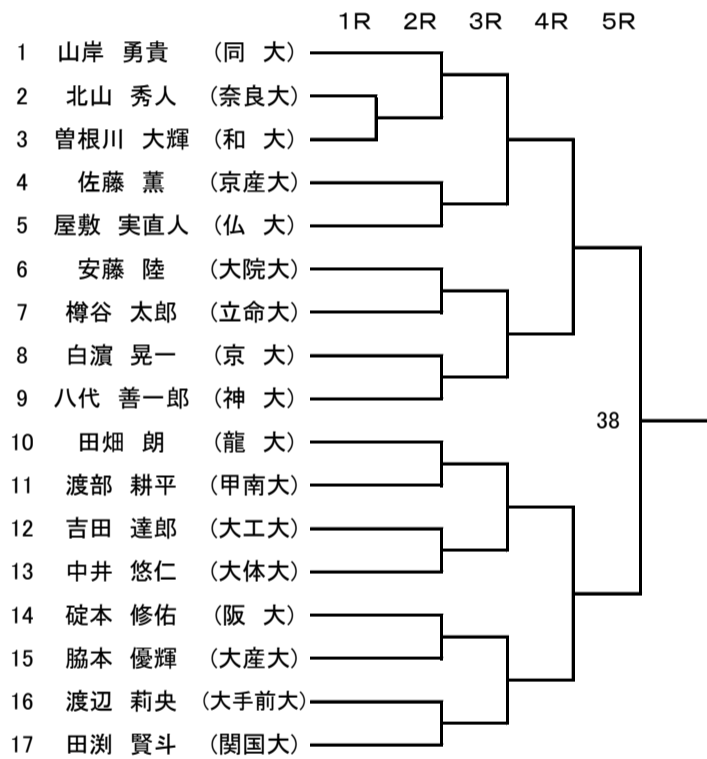 1R 2R 3R 4R 5R
1 山岸 勇貴 (同 大)
2 北山 秀人 (奈良大)
3 曽根川 大輝 (和 大)
4 佐藤 薫 (京産大)
5 屋敷 実直人 (仏 大)
6 安藤 陸 (大院大)
7 樽谷 太郎 (立命大)
8 白濵 晃一 (京 大)
9 八代 善一郎 (神 大)
38
10 田畑 朗 (龍 大)
11 渡部 耕平 (甲南大)
12 吉田 達郎 (大工大)
13 中井 悠仁 (大体大)
14 碇本 修佑 (阪 大)
15 脇本 優輝 (大産大)
16 渡辺 莉央 (大手前大)
17 田渕 賢斗 (関国大)